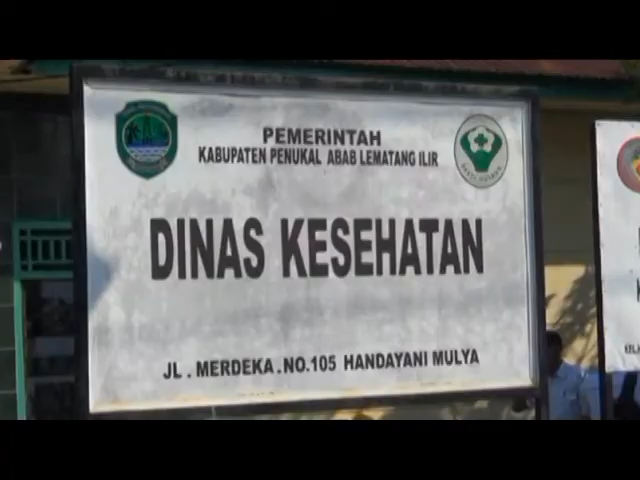 PEMERINTAH
KABUPATEN PENUKAL ABAB LEMATANG ILIR
DINAS KESEHATAN
JL . MERDEKA . NO.105 HANDAYANI MULYA